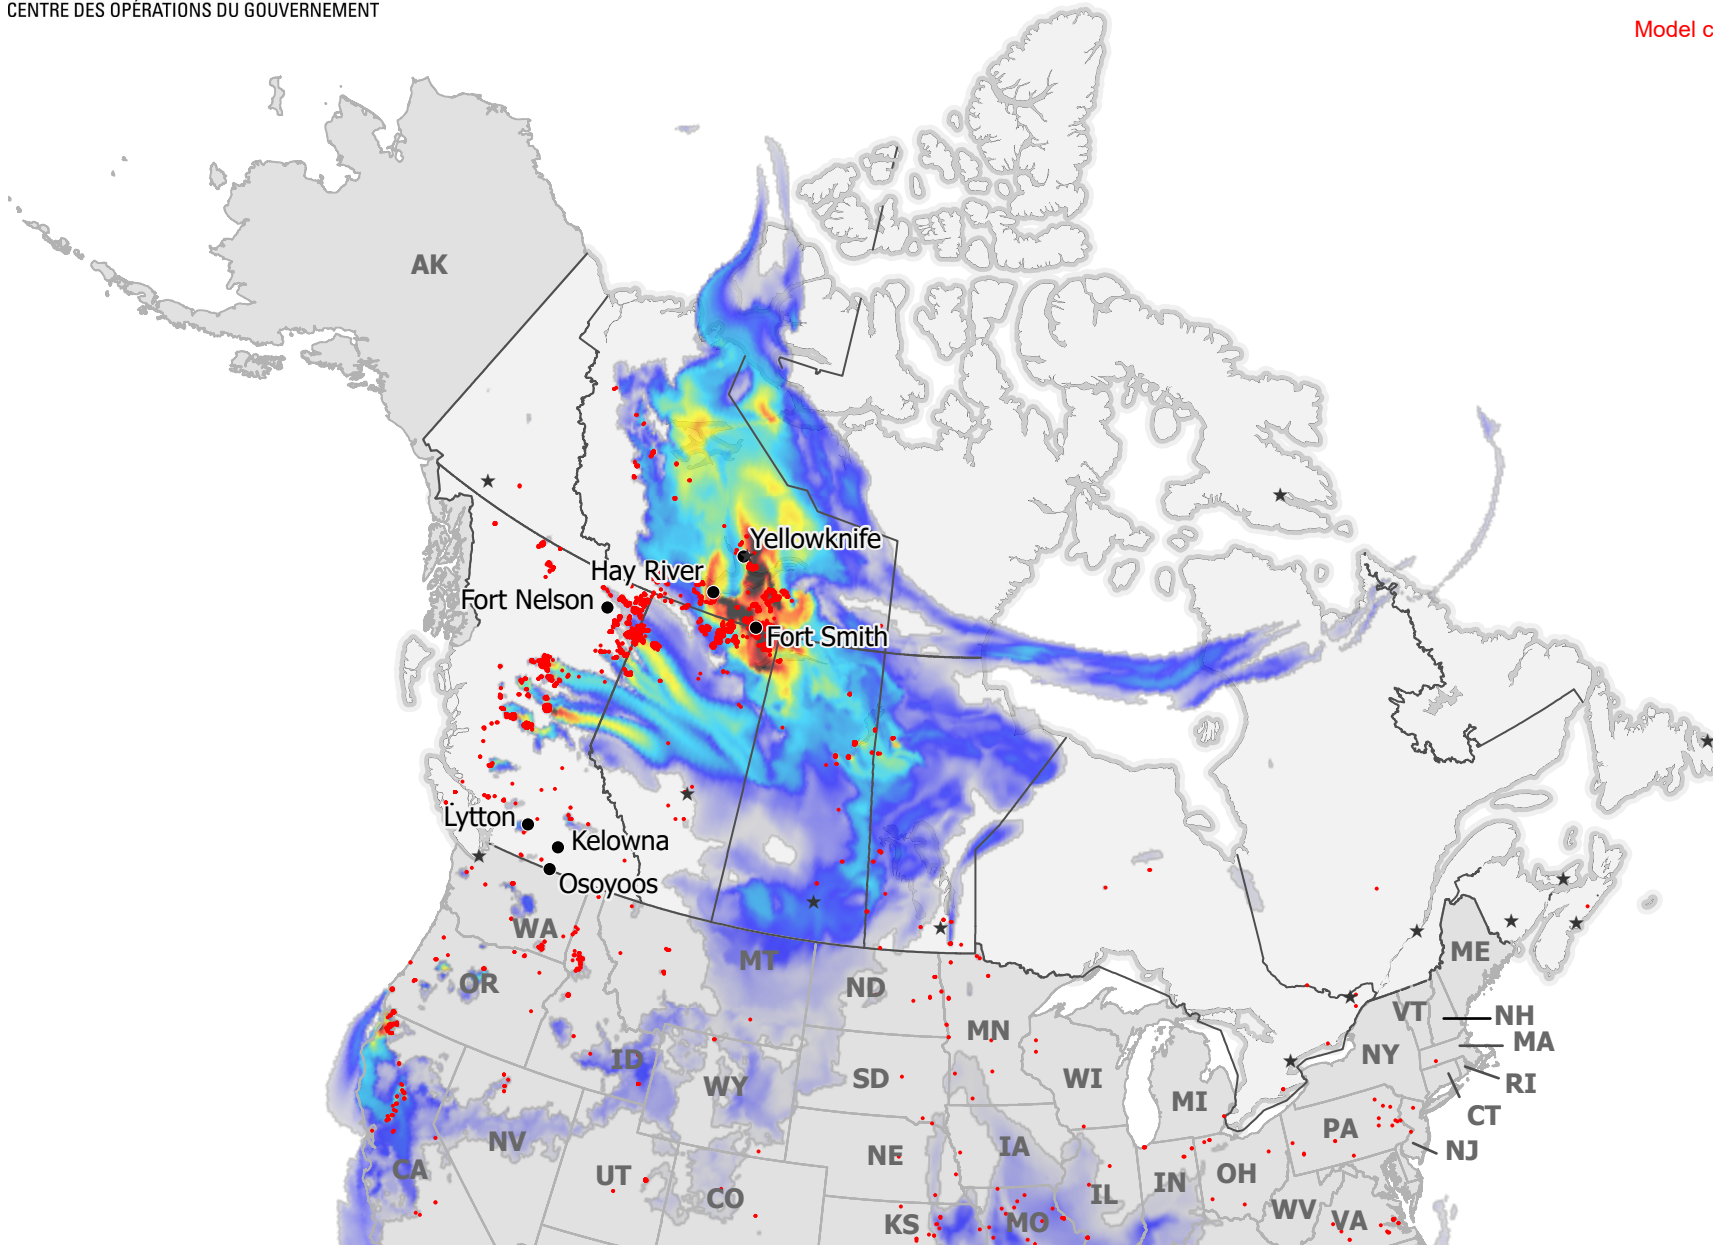 CENTRE DES OPÉRATIONS DU GOUVERNEMENT
Model c
AK
Yellowknife
Hay River
Fort Nelson
Fort Smith
Lytton
Kelowna
Osoyoos
WA
MT
ND
OR
MN
ME
VT
NH
MA
NY
ID
WY
SD
WI
MI
RI
CT
NV
NE
IA
PA
NJ
CA
UT
CO
IL
IN
OH
KS
MO
WV
VA